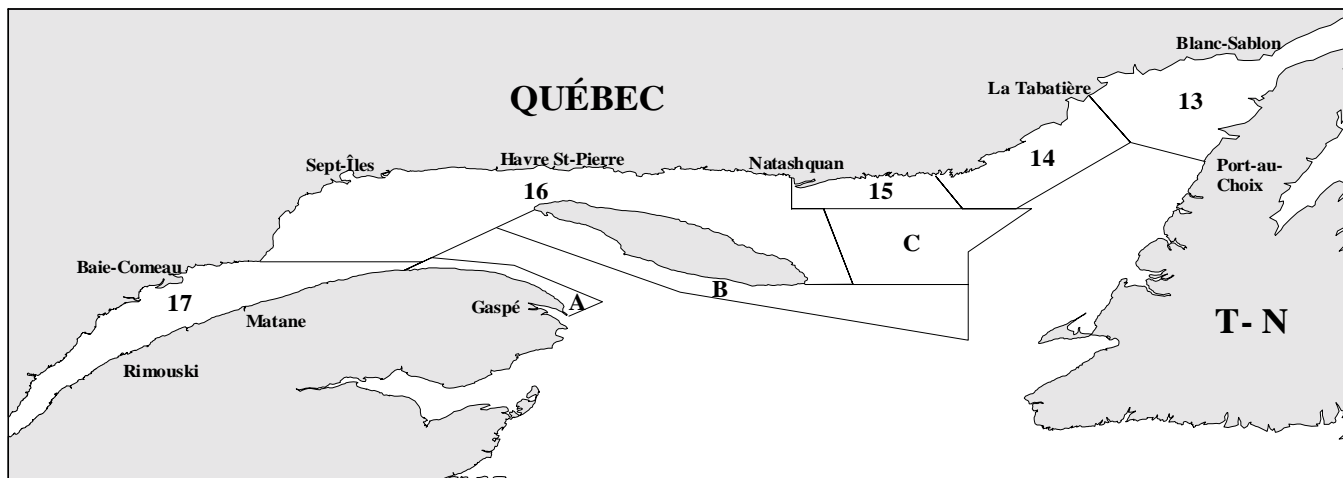 Blanc-Sablon
La Tabatière
13
QUÉBEC
14
Sept-Îles
Havre St-Pierre
Natashquan
Port-au-
Choix
16
15
C
Baie-Comeau
17
B
A
Gaspé
Matane
T- N
Rimouski